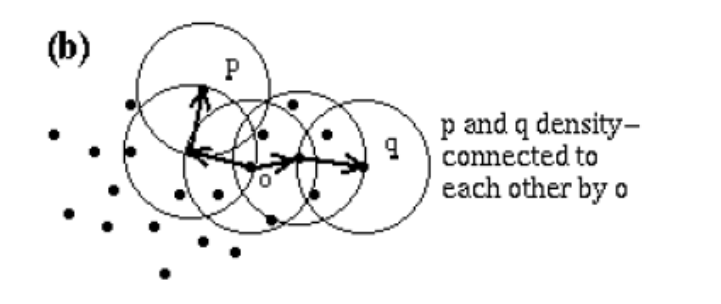 (b)
p
o
q
p and q density-
connected to
each other by o